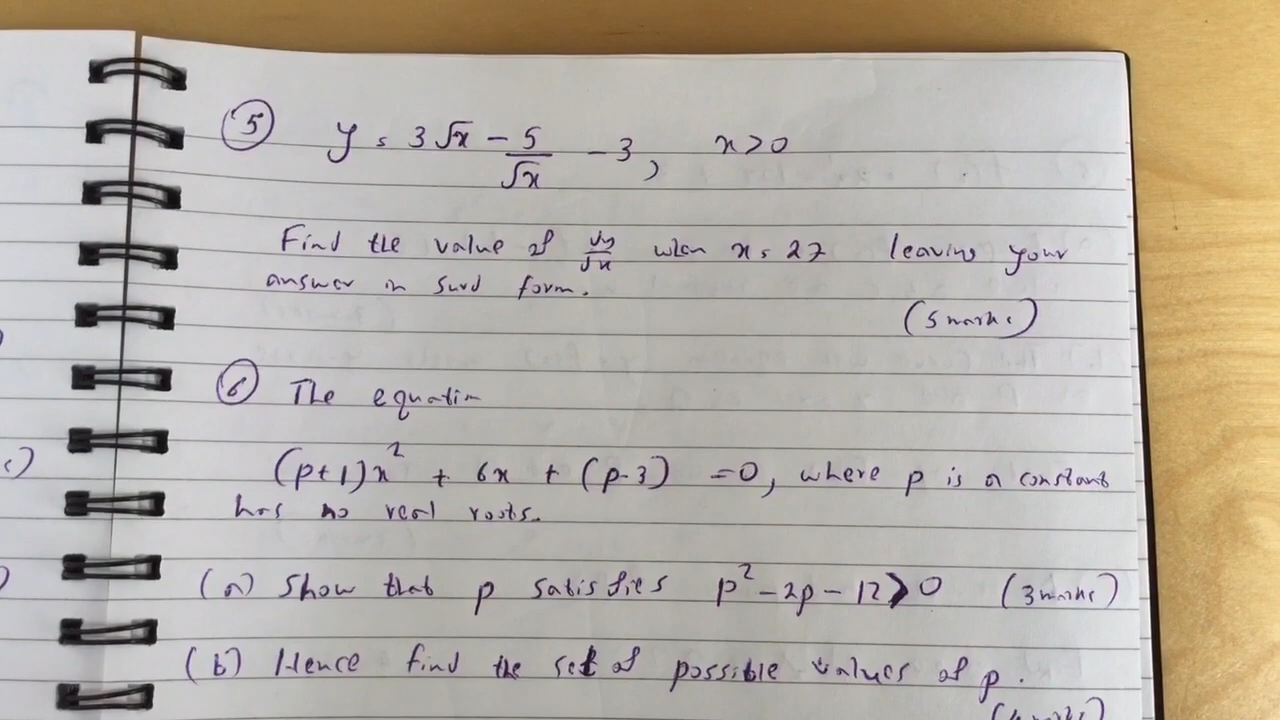 5 y = 3√x - 5/√x - 3, x > 0
Find the value of dy/dx when x = 27 leaving your
answer in surd form.
(5 marks)
6 The equation
(p+1)x² + 6x + (p-3) = 0, where p is a constant
has no real roots.
(a) Show that p satisfies p² - 2p - 12 > 0 (3 marks)
(b) Hence find the set of possible values of p.
c)